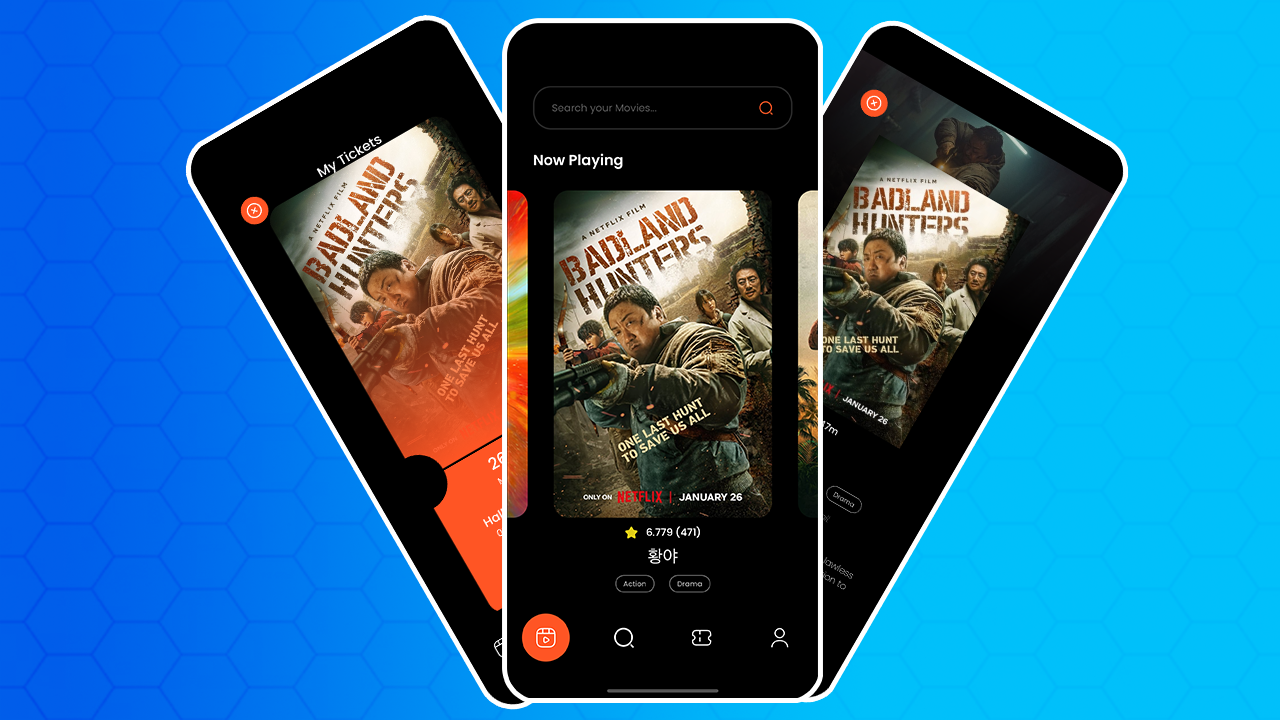 My Tickets
A NETFLIX FILM
BADLAND
HUNTERS
ONE LAST HUNT
TO SAVE US ALL
26
Search your Movies...
Now Playing
A NETFLIX FILM
BADLAND
HUNTERS
ONE LAST HUNT
TO SAVE US ALL
ONLY ON NETFLIX | JANUARY 26
6.779 (471)
황야
Action Drama
A NETFLIX FILM
BADLAND
HUNTERS
ONE LAST HUNT
TO SAVE US ALL
JANUARY 26
Drama